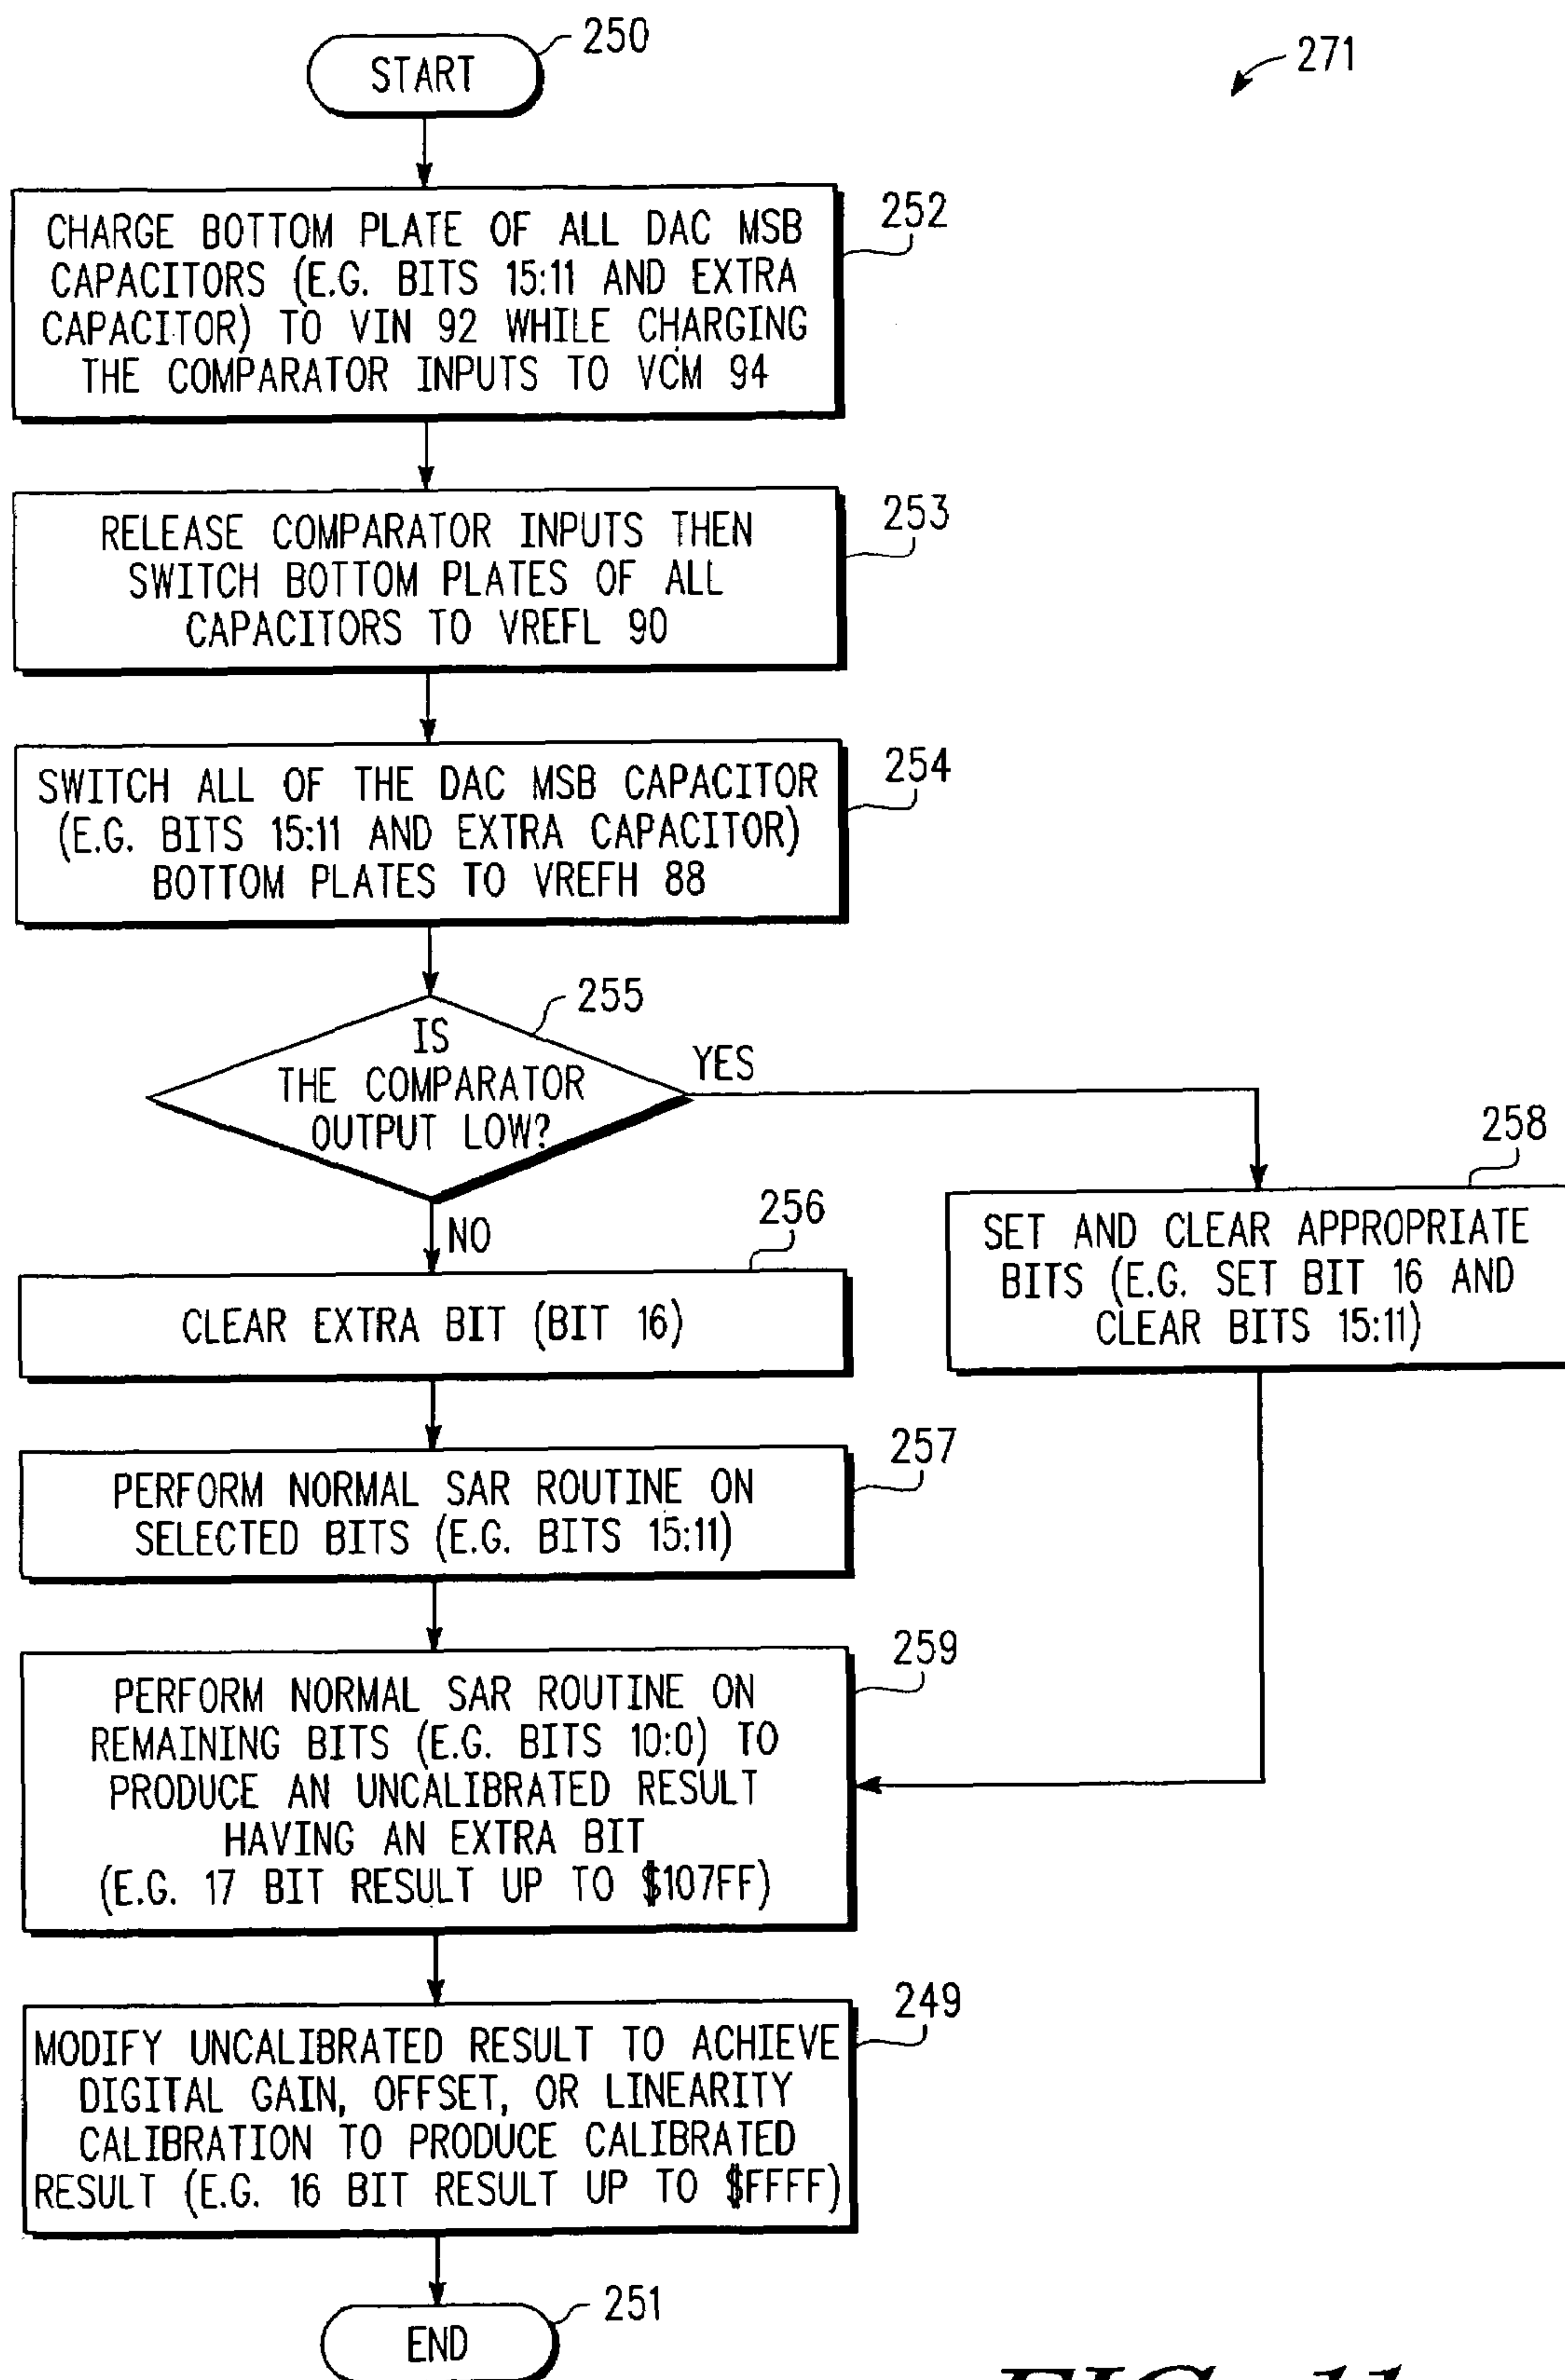 START
250
271
CHARGE BOTTOM PLATE OF ALL DAC MSB
CAPACITORS (E.G. BITS 15:11 AND EXTRA
CAPACITOR) TO VIN 92 WHILE CHARGING
THE COMPARATOR INPUTS TO VCM 94
252
RELEASE COMPARATOR INPUTS THEN
SWITCH BOTTOM PLATES OF ALL
CAPACITORS TO VREFL 90
253
SWITCH ALL OF THE DAC MSB CAPACITOR
(E.G. BITS 15:11 AND EXTRA CAPACITOR)
BOTTOM PLATES TO VREFH 88
254
IS
THE COMPARATOR
OUTPUT LOW?
255
YES
NO
258
SET AND CLEAR APPROPRIATE
BITS (E.G. SET BIT 16 AND
CLEAR BITS 15:11)
256
CLEAR EXTRA BIT (BIT 16)
257
PERFORM NORMAL SAR ROUTINE ON
SELECTED BITS (E.G. BITS 15:11)
259
PERFORM NORMAL SAR ROUTINE ON
REMAINING BITS (E.G. BITS 10:0) TO
PRODUCE AN UNCALIBRATED RESULT
HAVING AN EXTRA BIT
(E.G. 17 BIT RESULT UP TO $107FF)
249
MODIFY UNCALIBRATED RESULT TO ACHIEVE
DIGITAL GAIN, OFFSET, OR LINEARITY
CALIBRATION TO PRODUCE CALIBRATED
RESULT (E.G. 16 BIT RESULT UP TO $FFFF)
END
251